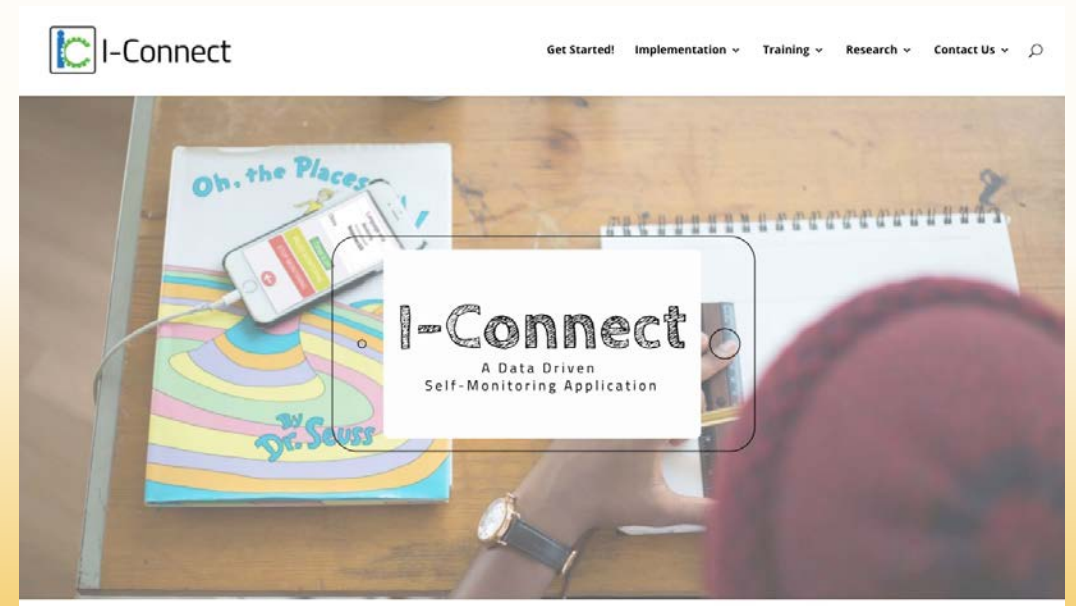 I-Connect
Get Started! Implementation Training Research Contact Us
Oh, the Places
I-Connect
A Data Driven
Self-Monitoring Application
By
Dr. Seuss